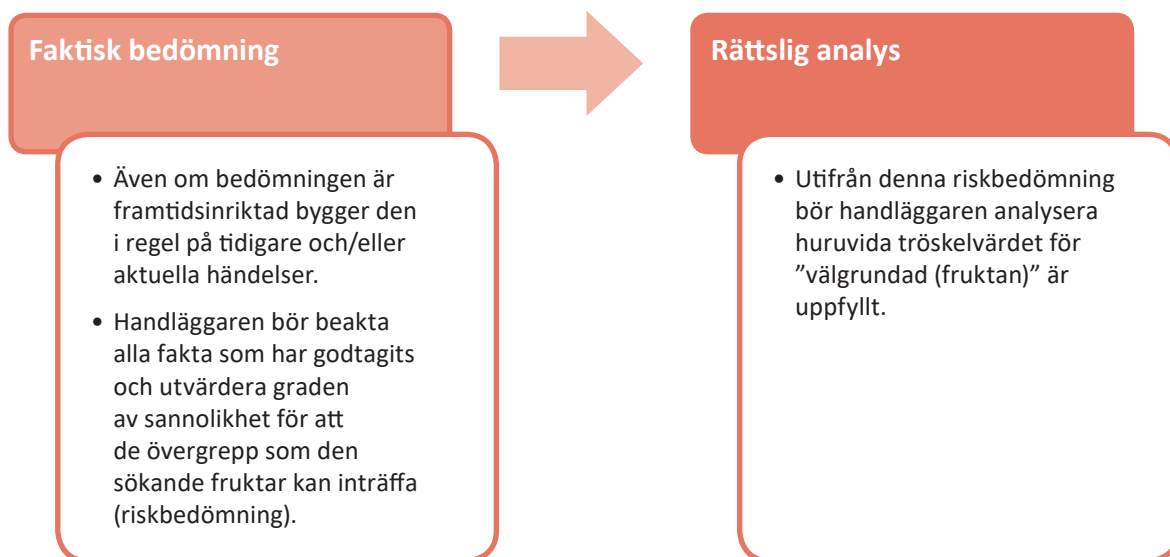 Faktisk bedömning
• Även om bedömningen är
framtidsinriktad bygger den
i regel på tidigare och/eller
aktuella händelser.
• Handläggaren bör beakta
alla fakta som har godtagits
och utvärdera graden
av sannolikhet för att
de övergrepp som den
sökande fruktar kan inträffa
(riskbedömning).
Rättslig analys
• Utifrån denna riskbedömning
bör handläggaren analysera
huruvida tröskelvärdet för
”välgrundad (fruktan)” är
uppfyllt.